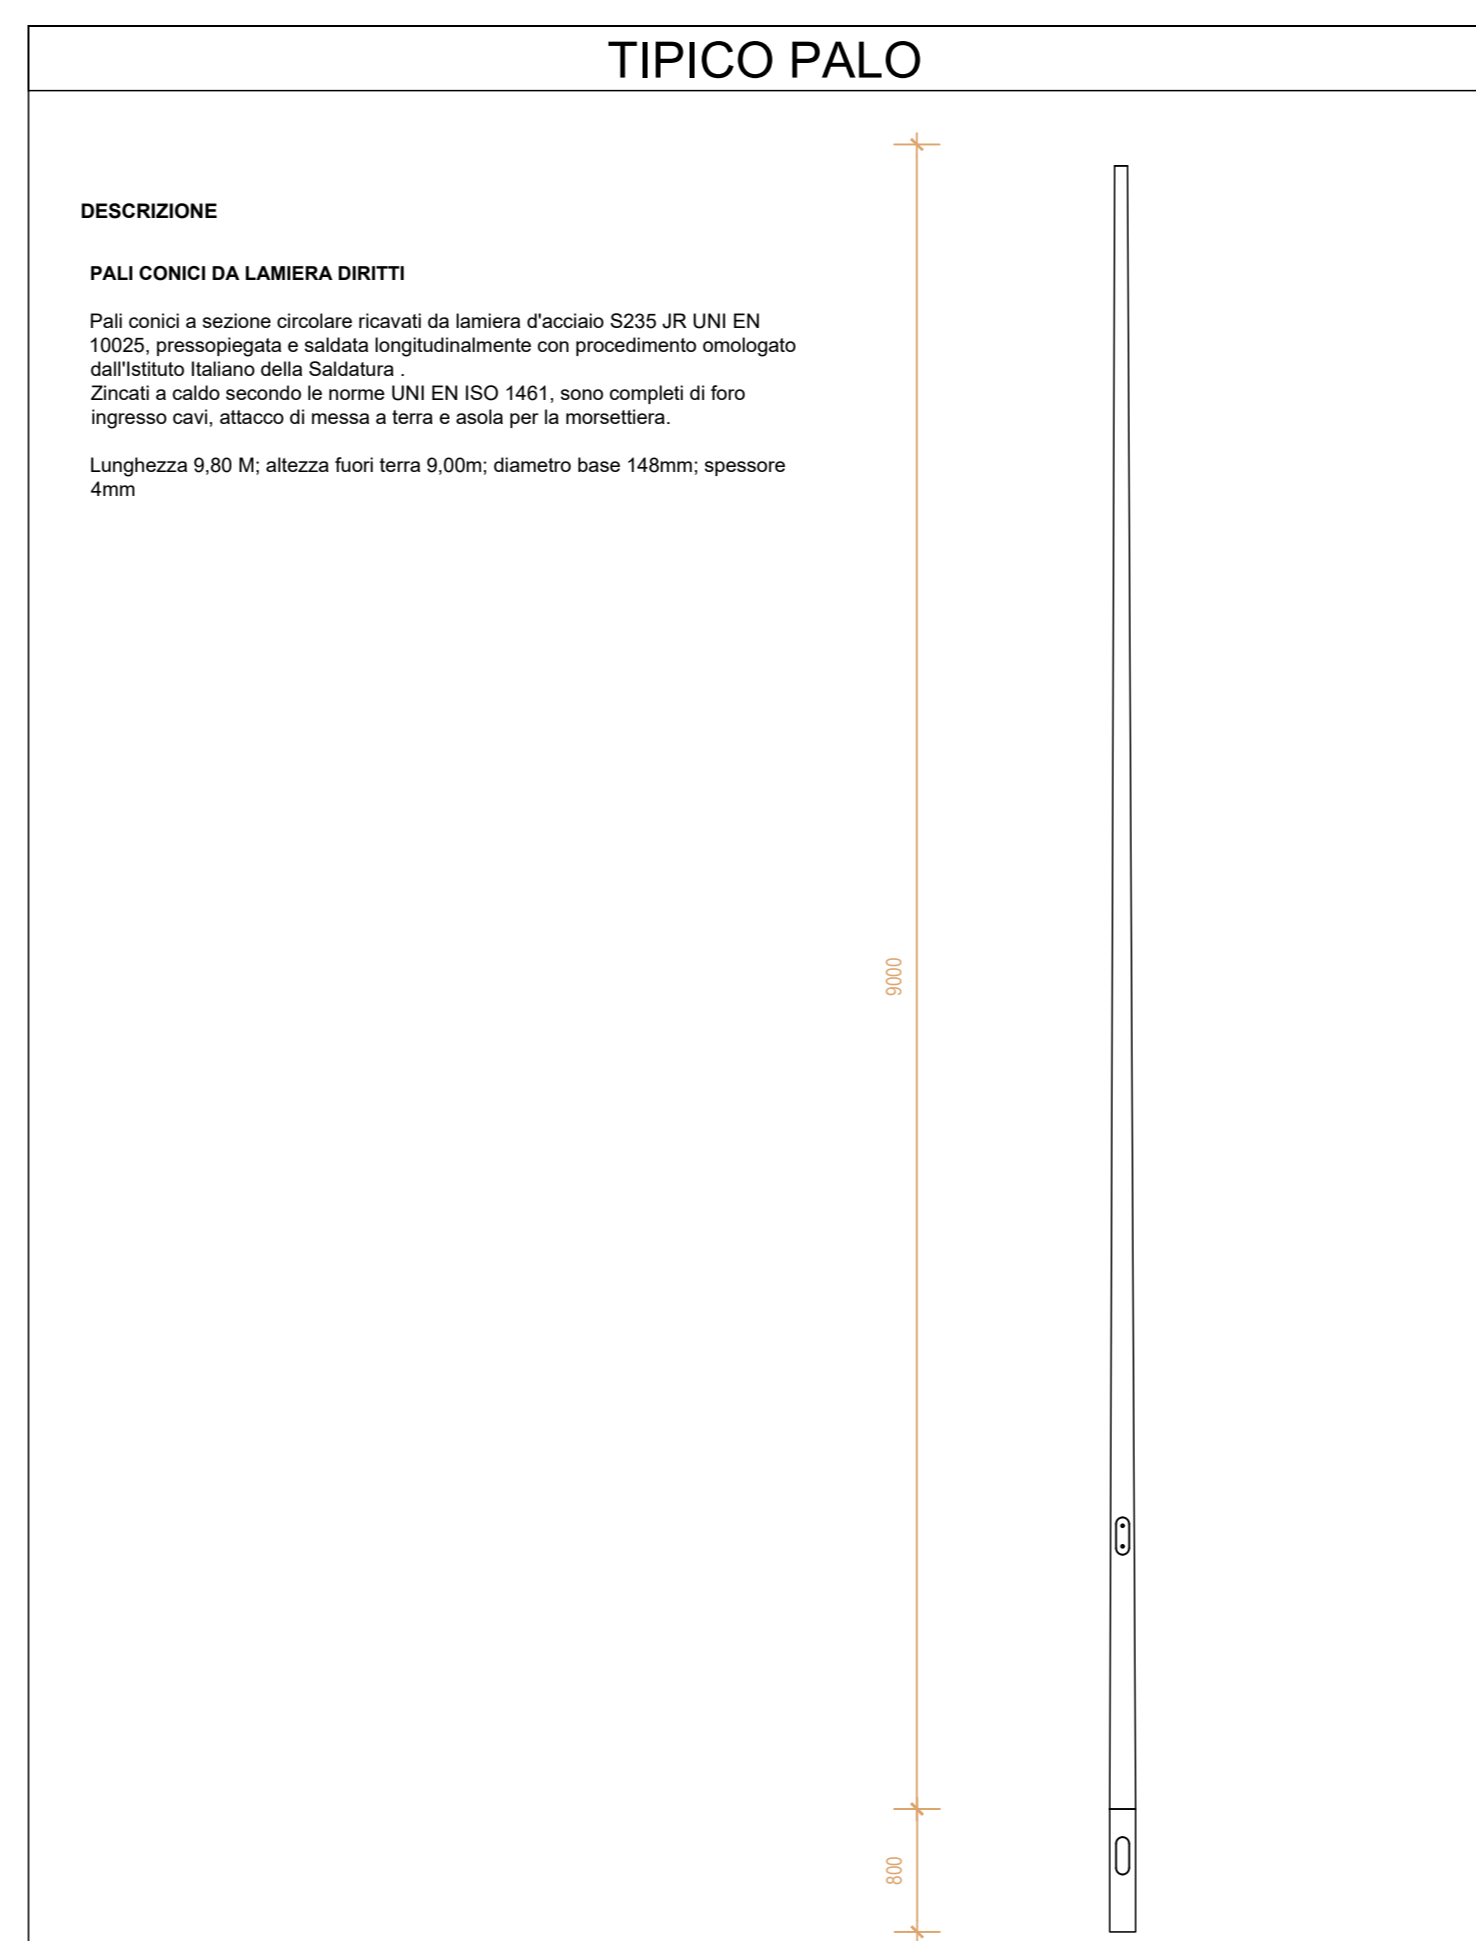 TIPICO PALO
DESCRIZIONE
PALI CONICI DA LAMIERA DIRITTI
Pali conici a sezione circolare ricavati da lamiera d'acciaio S235 JR UNI EN
10025, pressopiegata e saldata longitudinalmente con procedimento omologato
dall'Istituto Italiano della Saldatura .
Zincati a caldo secondo le norme UNI EN ISO 1461, sono completi di foro
ingresso cavi, attacco di messa a terra e asola per la morsettiera.
Lunghezza 9,80 M; altezza fuori terra 9,00m; diametro base 148mm; spessore
4mm
9000
800